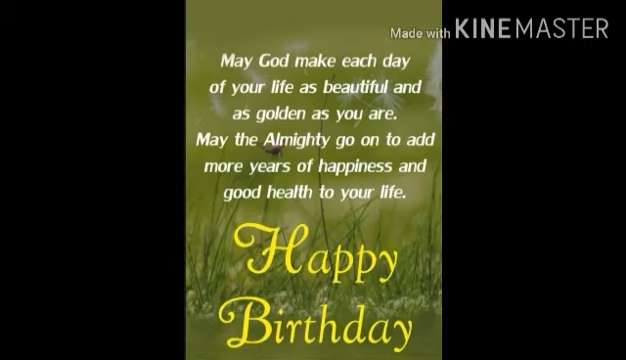 Made with KINEMASTER
May God make each day
of your life as beautiful and
as golden as you are.
May the Almighty go on to add
more years of happiness and
good health to your life.
Happy
Birthday